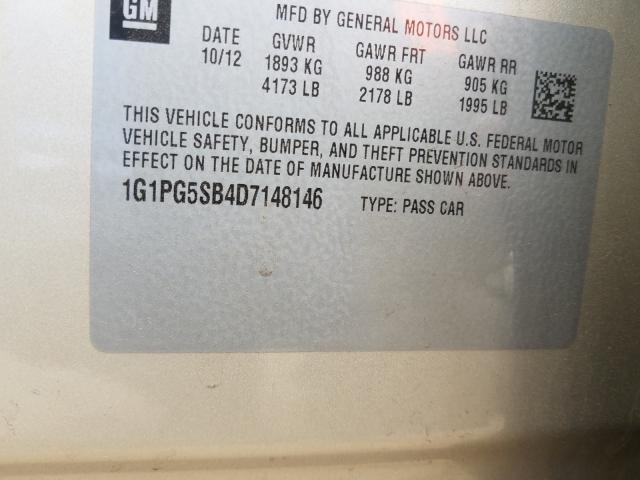 GM
MFD BY GENERAL MOTORS LLC
DATE GVWR GAWR FRT GAWR RR
10/12 1893 KG 988 KG 905 KG
4173 LB 2178 LB 1995 LB
THIS VEHICLE CONFORMS TO ALL APPLICABLE U.S. FEDERAL MOTOR
VEHICLE SAFETY, BUMPER, AND THEFT PREVENTION STANDARDS IN
EFFECT ON THE DATE OF MANUFACTURE SHOWN ABOVE.
1G1PG5SB4D7148146 TYPE: PASS CAR